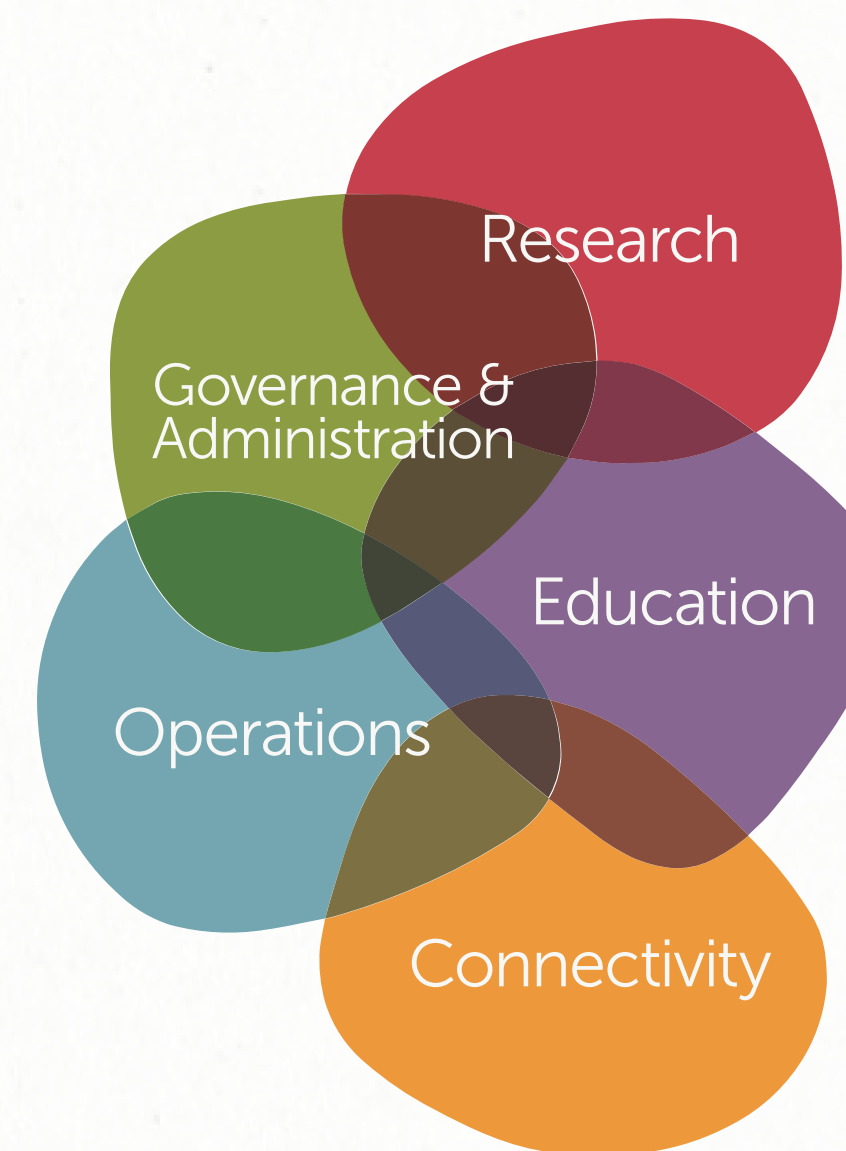 Research
Governance &
Administration
Education
Operations
Connectivity